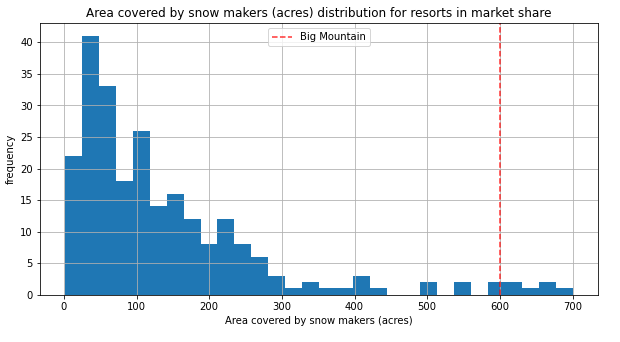 Area covered by snow makers (acres) distribution for resorts in market share
Big Mountain
40
35
30
25
20
15
10
5
0
frequency
0 100 200 300 400 500 600 700
Area covered by snow makers (acres)